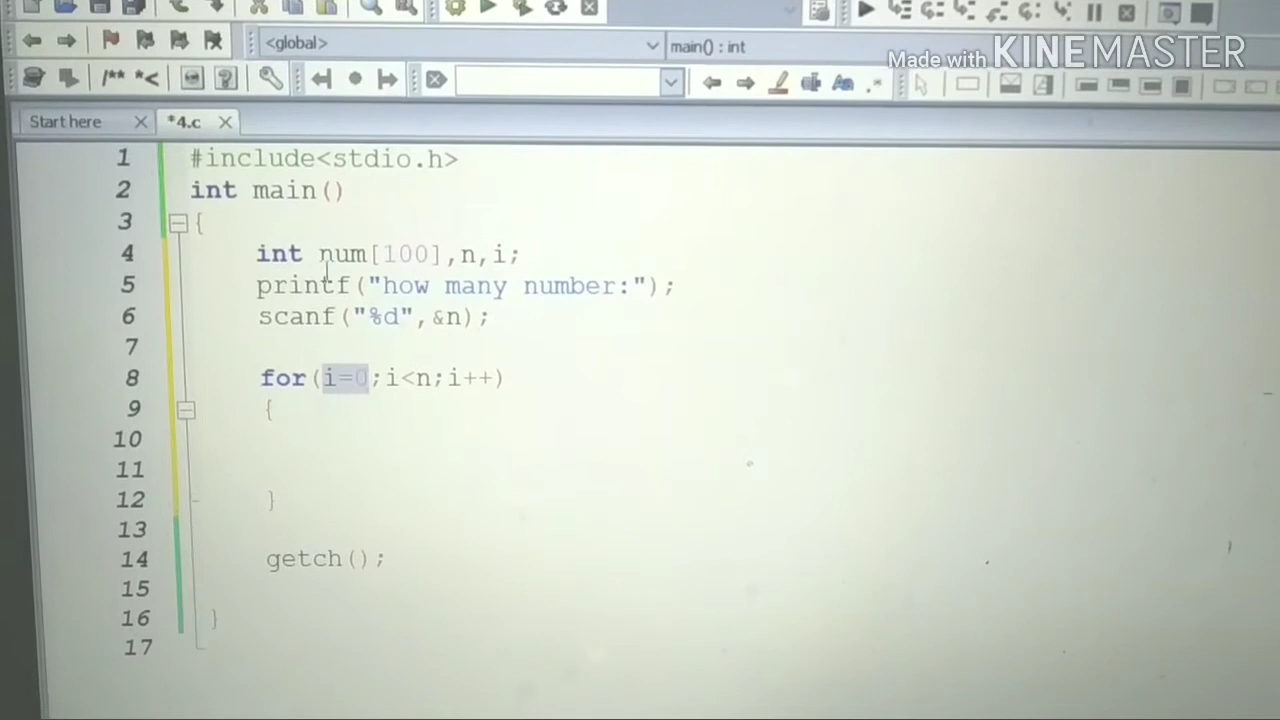 <global>
main() : int
Made with KINEMASTER
Start here
*4.c
1 #include<stdio.h>
2 int main()
3 {
4 int num[100],n,i;
5 printf("how many number:");
6 scanf("%d",&n);
7
8 for(i=0;i<n;i++)
9 {
10
11
12 }
13
14 getch();
15
16 }
17